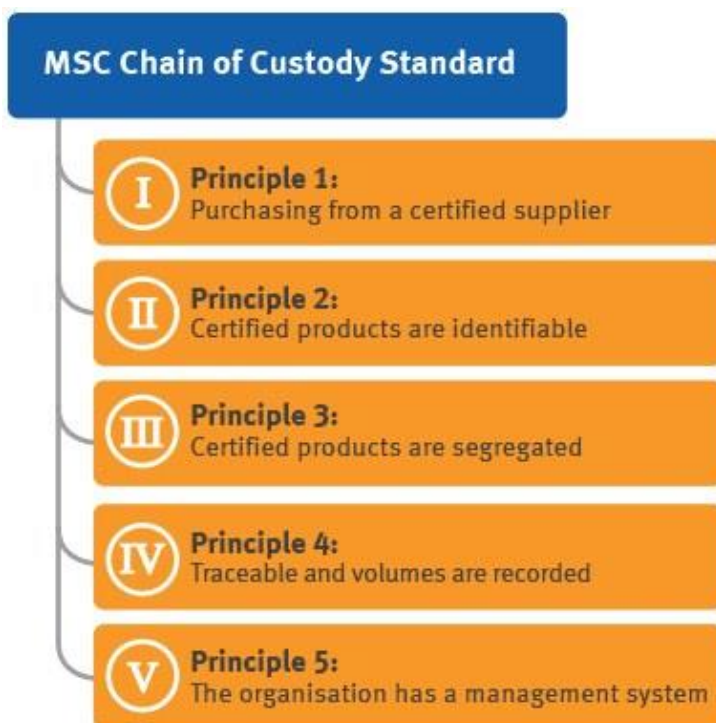 MSC Chain of Custody Standard
I
Principle 1:
Purchasing from a certified supplier
II
Principle 2:
Certified products are identifiable
III
Principle 3:
Certified products are segregated
IV
Principle 4:
Traceable and volumes are recorded
V
Principle 5:
The organisation has a management system